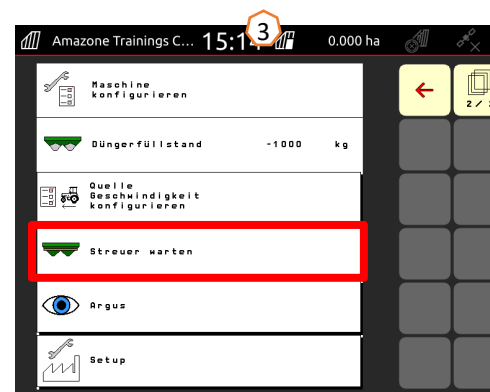 Amazone Trainings C... 15:14 3 0.000 ha
Maschine
konfigurieren
Düngerfüllstand -1000 kg
Quelle
Geschwindigkeit
konfigurieren
Streuer warten
Argus
Setup
2 /